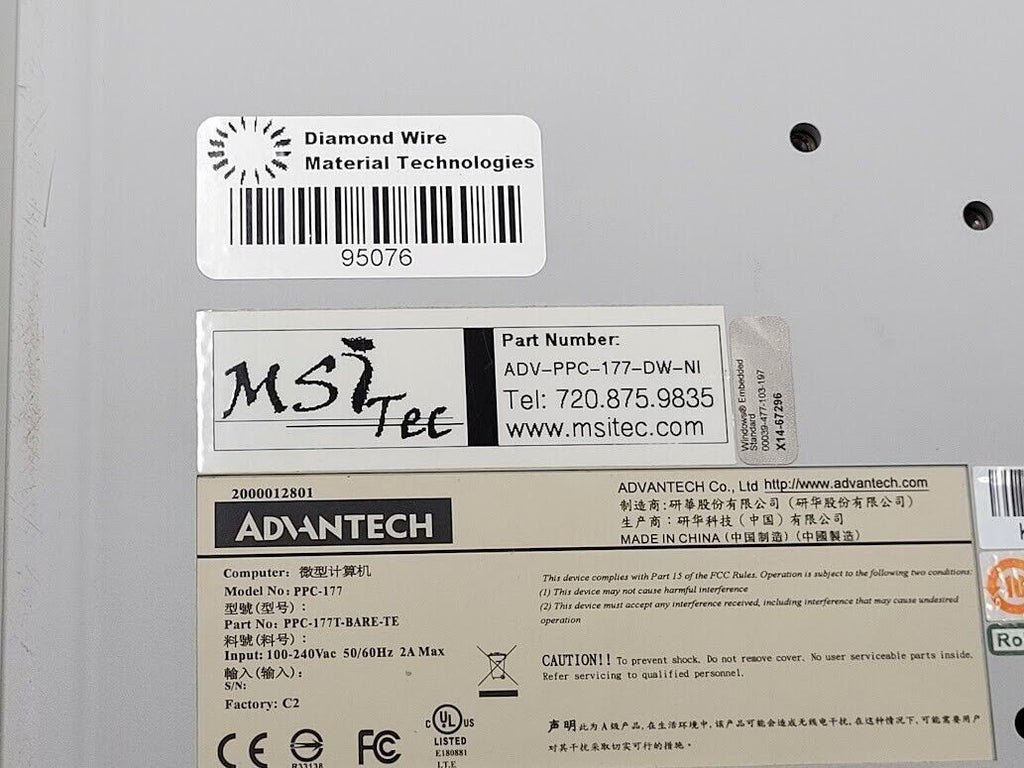 Diamond Wire
Material Technologies
95076
MSiTec
Part Number:
ADV-PPC-177-DW-NI
Tel: 720.875.9835
www.msitec.com
Windows® Embedded
Standard
00039-477-103-197
X14-67296
2000012801
ADVANTECH
ADVANTECH Co., Ltd http://www.advantech.com
制造商:研華股份有限公司 (研华股份有限公司)
生产商:研华科技 (中国) 有限公司
MADE IN CHINA (中国制造) (中國製造)
Computer: 微型计算机
Model No: PPC-177
型號(型号):
Part No: PPC-177T-BARE-TE
料號(料号):
Input: 100-240Vac 50/60Hz 2A Max
輸入(输入):
S/N:
Factory: C2
This device complies with Part 15 of the FCC Rules. Operation is subject to the following two conditions:
(1) This device may not cause harmful interference
(2) This device must accept any interference received, including interference that may cause undesired
operation
CAUTION!! To prevent shock. Do not remove cover. No user serviceable parts inside.
Refer servicing to qualified personnel.
声明 此为A级产品, 在生活环境中, 该产品可能会造成无线电干扰, 在这种情况下, 可能需要用户
对其干扰采取切实可行的措施。
CE
R33138
FC
C UL US
LISTED
E180881
I.T.E
10
Ro